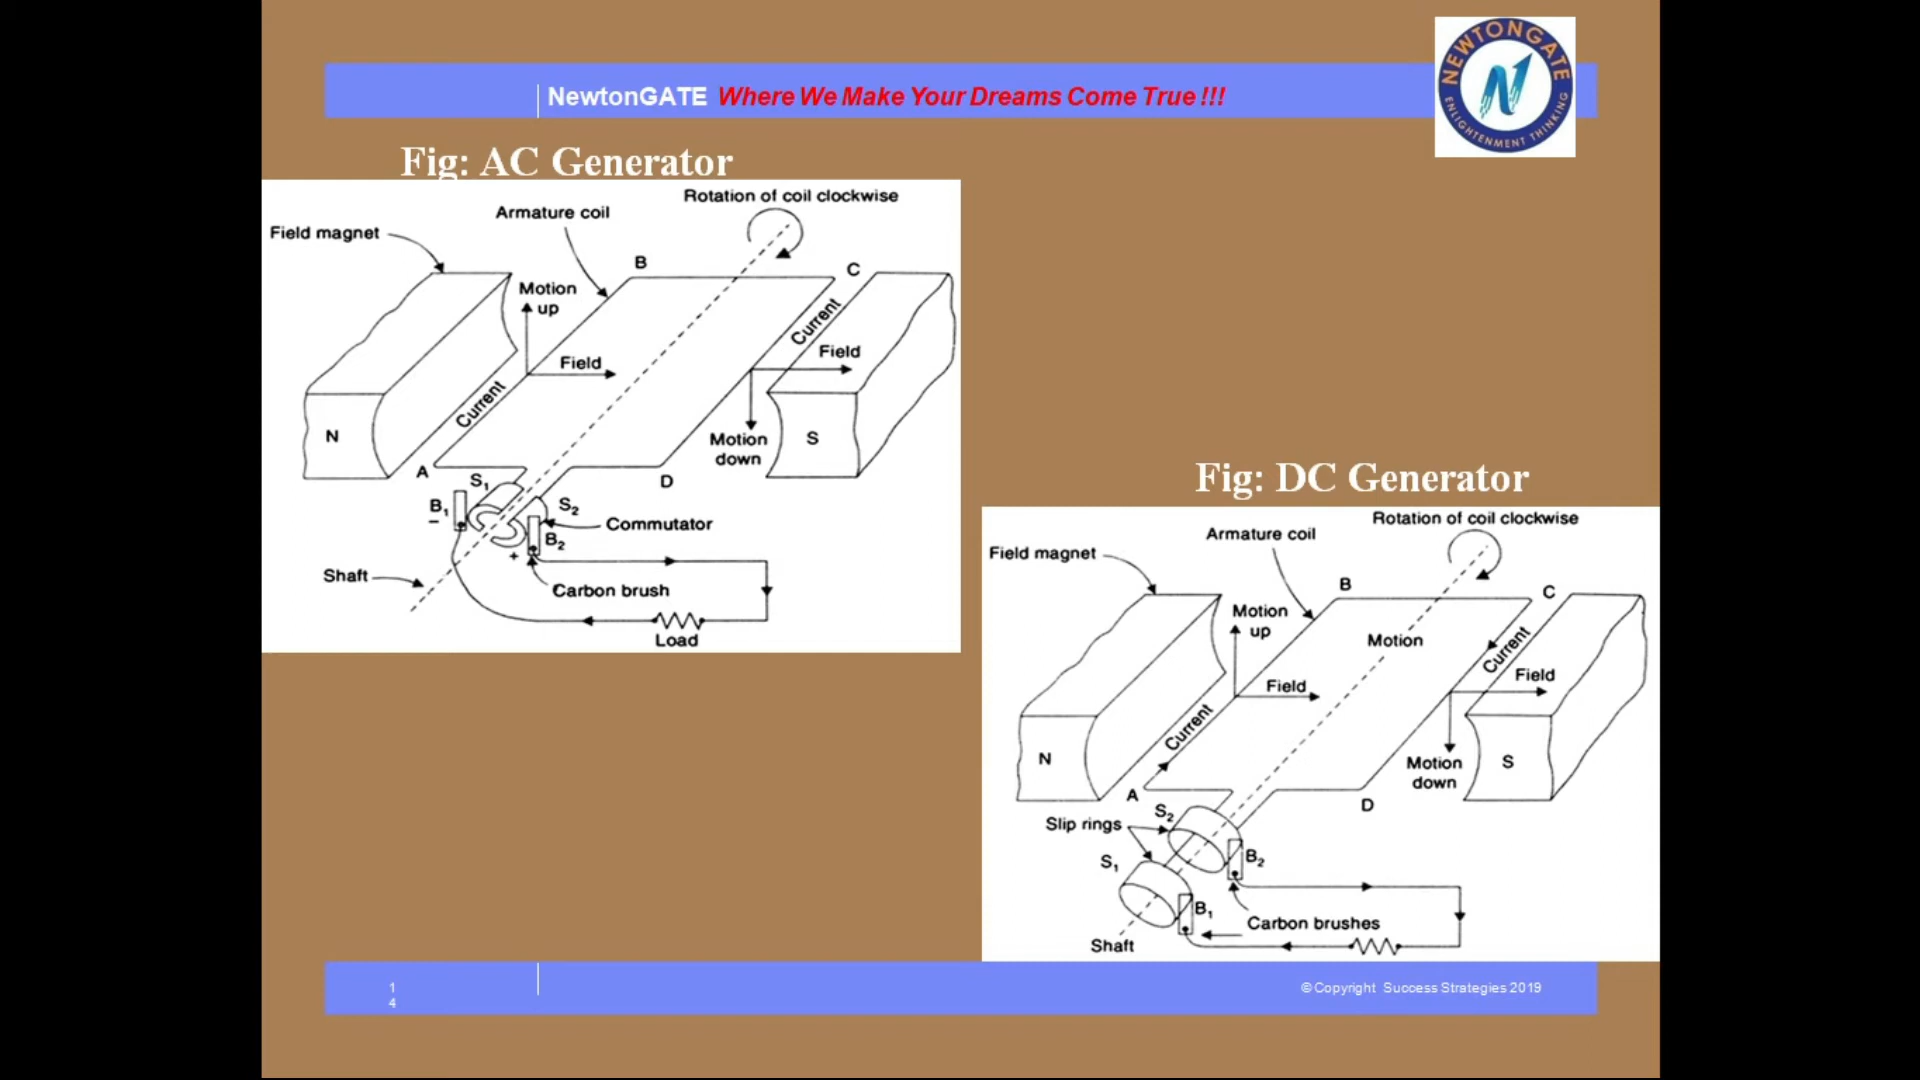 NewtonGATE Where We Make Your Dreams Come True !!!
NEWTONGATE
ENLIGHTENMENT THINKING
Fig: AC Generator
Rotation of coil clockwise
Armature coil
Field magnet
B
C
Motion
up
Current
Field
Field
Current
N
Motion
down
S
A
S1
D
B1
−
S2
Commutator
B2
+
Shaft
Carbon brush
Load
Fig: DC Generator
Rotation of coil clockwise
Armature coil
Field magnet
B
C
Motion
up
Motion
Current
Field
Field
Current
N
Motion
down
S
A
D
S2
Slip rings
S1
B2
B1
Carbon brushes
Shaft
1
4
© Copyright Success Strategies 2019